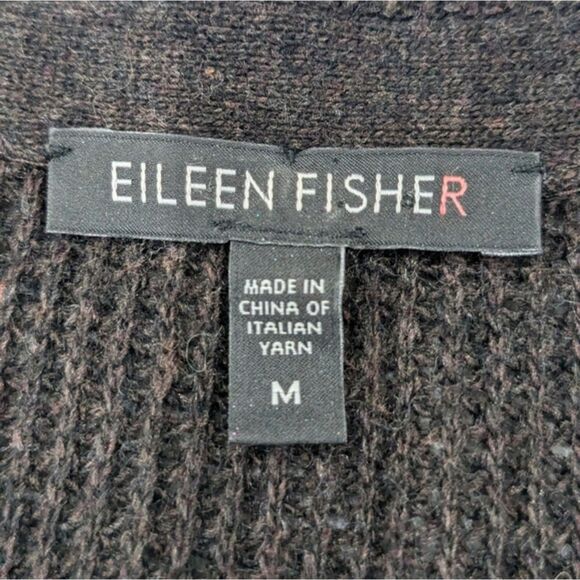 EILEEN FISHER
MADE IN
CHINA OF
ITALIAN
YARN
M